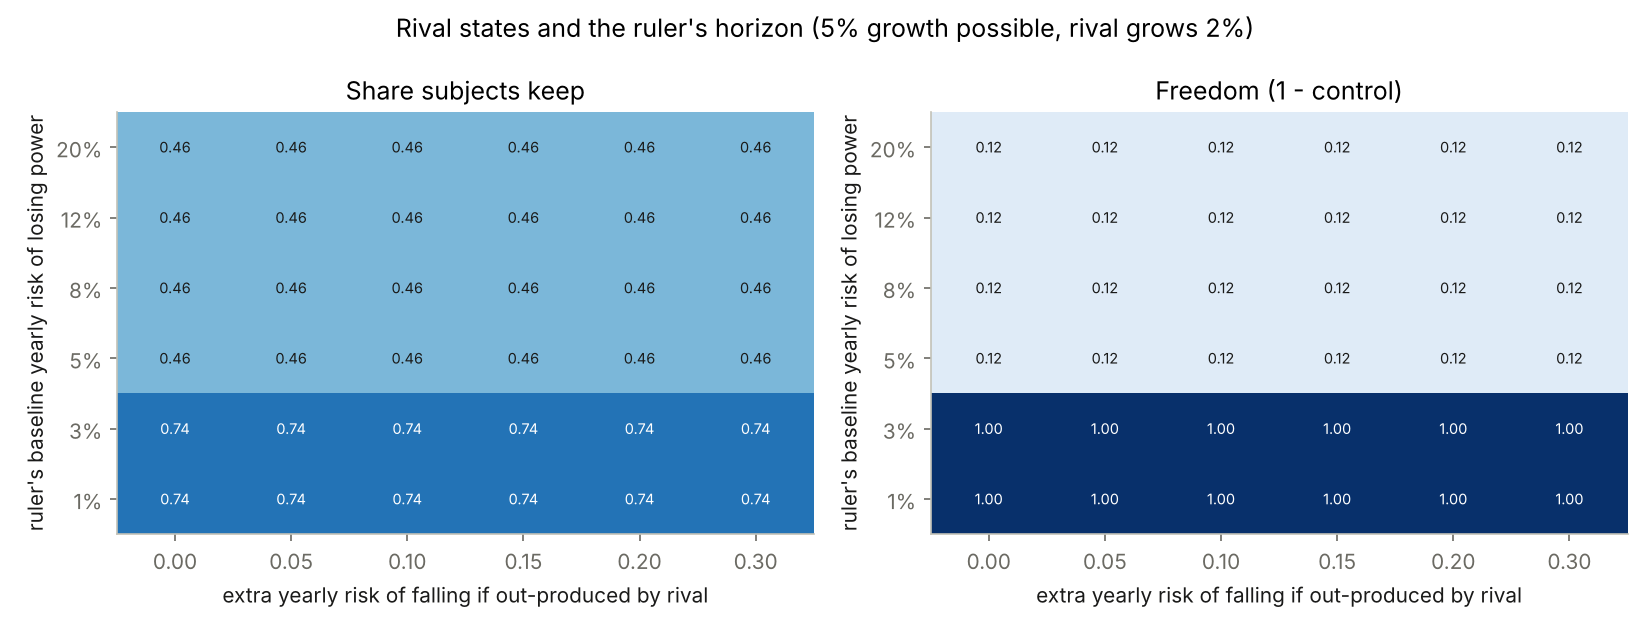 Rival states and the ruler's horizon (5% growth possible, rival grows 2%)
Share subjects keep
ruler's baseline yearly risk of losing power
20% 0.46 0.46 0.46 0.46 0.46 0.46
12% 0.46 0.46 0.46 0.46 0.46 0.46
8% 0.46 0.46 0.46 0.46 0.46 0.46
5% 0.46 0.46 0.46 0.46 0.46 0.46
3% 0.74 0.74 0.74 0.74 0.74 0.74
1% 0.74 0.74 0.74 0.74 0.74 0.74
0.00 0.05 0.10 0.15 0.20 0.30
extra yearly risk of falling if out-produced by rival
Freedom (1 - control)
ruler's baseline yearly risk of losing power
20% 0.12 0.12 0.12 0.12 0.12 0.12
12% 0.12 0.12 0.12 0.12 0.12 0.12
8% 0.12 0.12 0.12 0.12 0.12 0.12
5% 0.12 0.12 0.12 0.12 0.12 0.12
3% 1.00 1.00 1.00 1.00 1.00 1.00
1% 1.00 1.00 1.00 1.00 1.00 1.00
0.00 0.05 0.10 0.15 0.20 0.30
extra yearly risk of falling if out-produced by rival